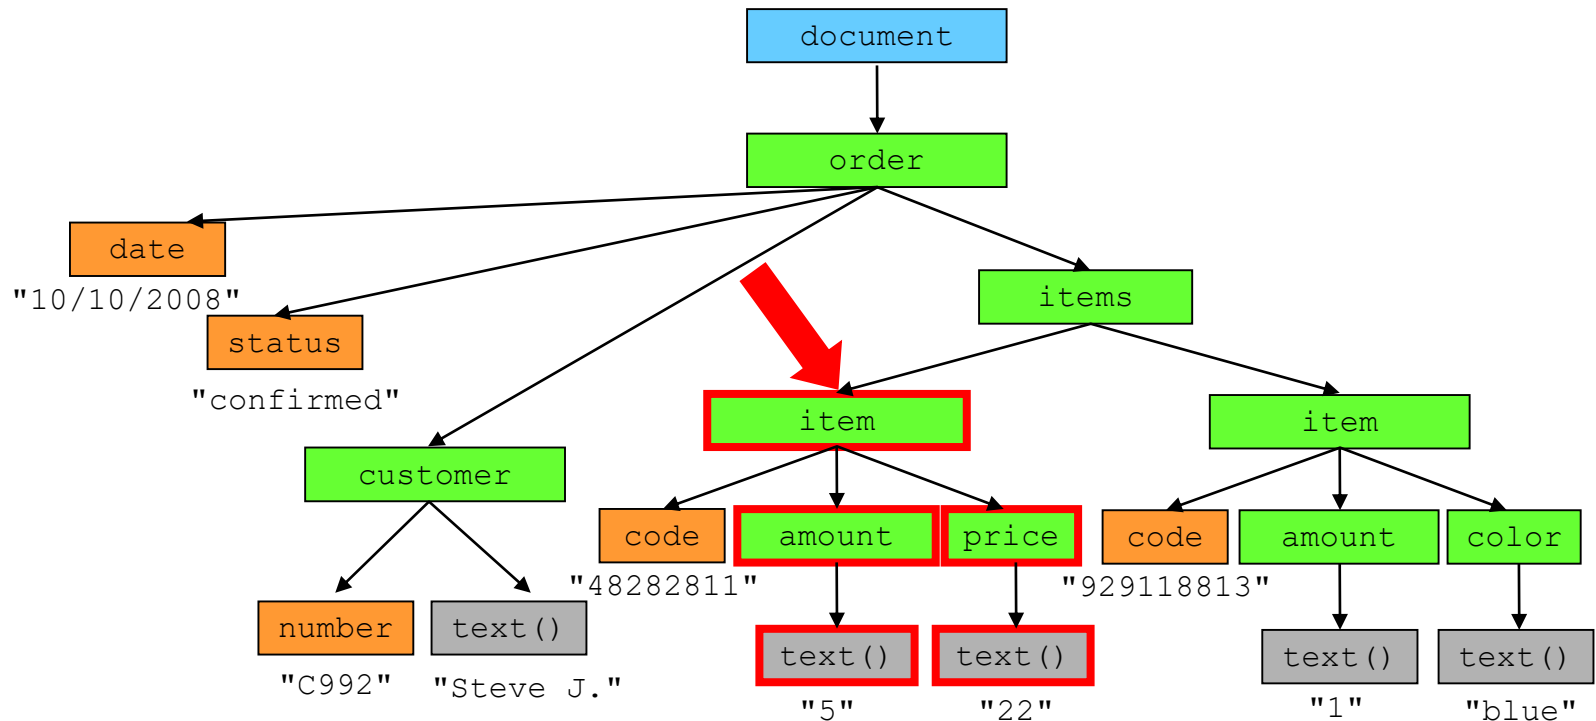 document
order
date
"10/10/2008"
items
status
"confirmed"
item
item
customer
code
amount
price
code
amount
color
"48282811"
"929118813"
number
text()
text()
text()
text()
text()
"C992"
"Steve J."
"5"
"22"
"1"
"blue"